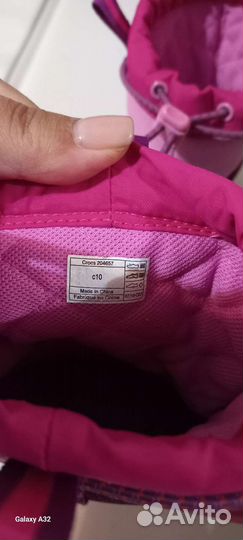 Crocs 204657
c10
Made in China
Fabriqué en Chine
Galaxy A32
Avito